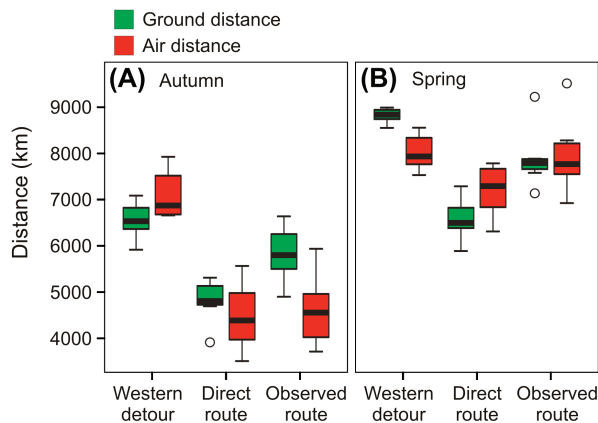 Ground distance
Air distance
(A) Autumn
(B) Spring
Distance (km)
9000
8000
7000
6000
5000
4000
Western detour
Direct route
Observed route
Western detour
Direct route
Observed route